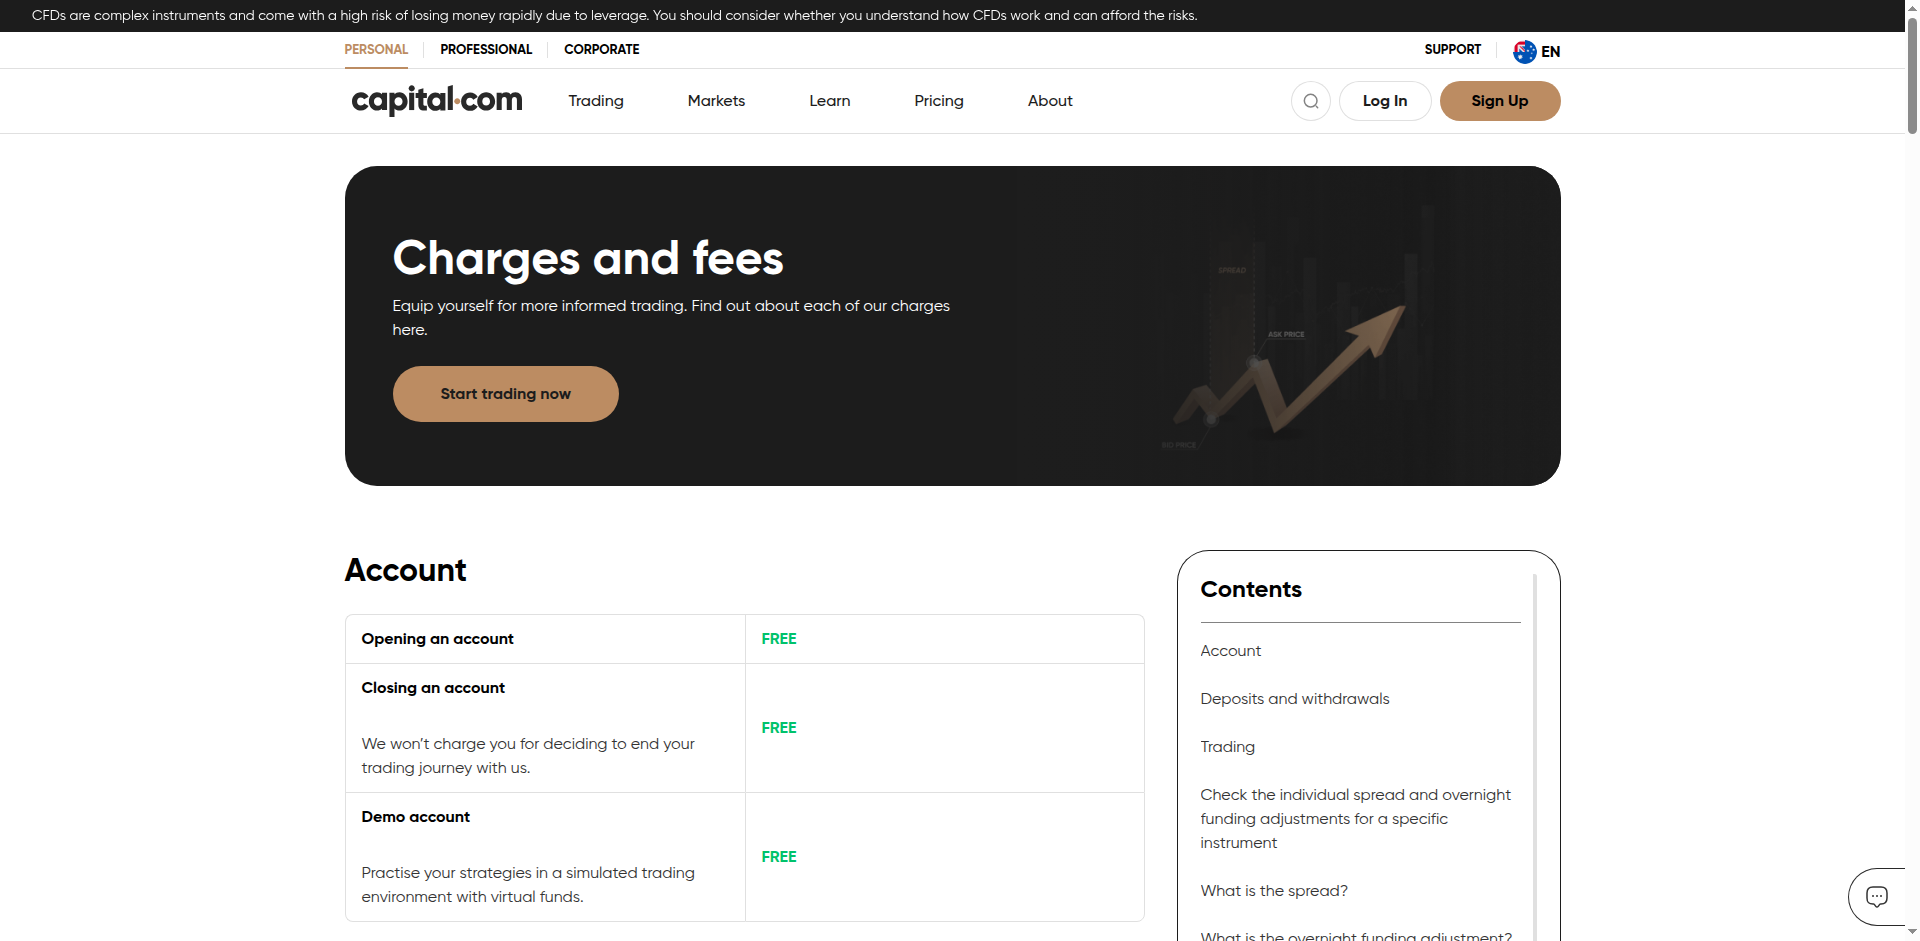 CFDs are complex instruments and come with a high risk of losing money rapidly due to leverage. You should consider whether you understand how CFDs work and can afford the risks.
PERSONAL
PROFESSIONAL
CORPORATE
SUPPORT
EN
capital.com
Trading
Markets
Learn
Pricing
About
Log In
Sign Up
Charges and fees
Equip yourself for more informed trading. Find out about each of our charges
here.
Start trading now
SPREAD
ASK PRICE
BID PRICE
Account
Opening an account
FREE
Closing an account
We won’t charge you for deciding to end your
trading journey with us.
FREE
Demo account
Practise your strategies in a simulated trading
environment with virtual funds.
FREE
Contents
Account
Deposits and withdrawals
Trading
Check the individual spread and overnight
funding adjustments for a specific
instrument
What is the spread?
What is the overnight funding adjustment?